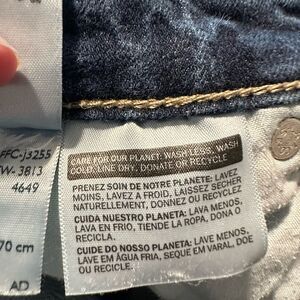 FFC-j3255
W- 3813
4649
70 cm
AD
CARE FOR OUR PLANET: WASH LESS, WASH
COLD, LINE DRY, DONATE OR RECYCLE
PRENEZ SOIN DE NOTRE PLANETE: LAVEZ
MOINS, LAVEZ A FROID, LAISSEZ SECHER
NATURELLEMENT, DONNEZ OU RECYCLEZ
CUIDA NUESTRO PLANETA: LAVA MENOS,
LAVA EN FRIO, TIENDE LA ROPA, DONA O
RECICLA.
CUIDE DO NOSSO PLANETA: LAVE MENOS,
LAVE EM ÁGUA FRIA, SEQUE EM VARAL, DOE
OU RECICLE.